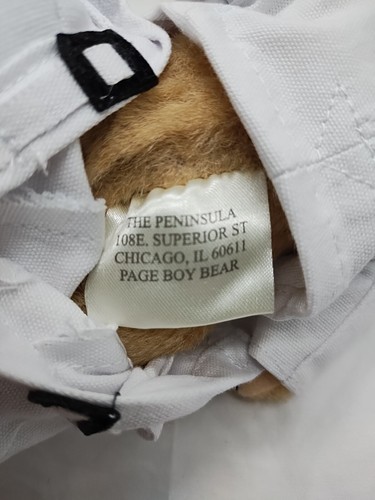 THE PENINSULA
108E. SUPERIOR ST
CHICAGO, IL 60611
PAGE BOY BEAR